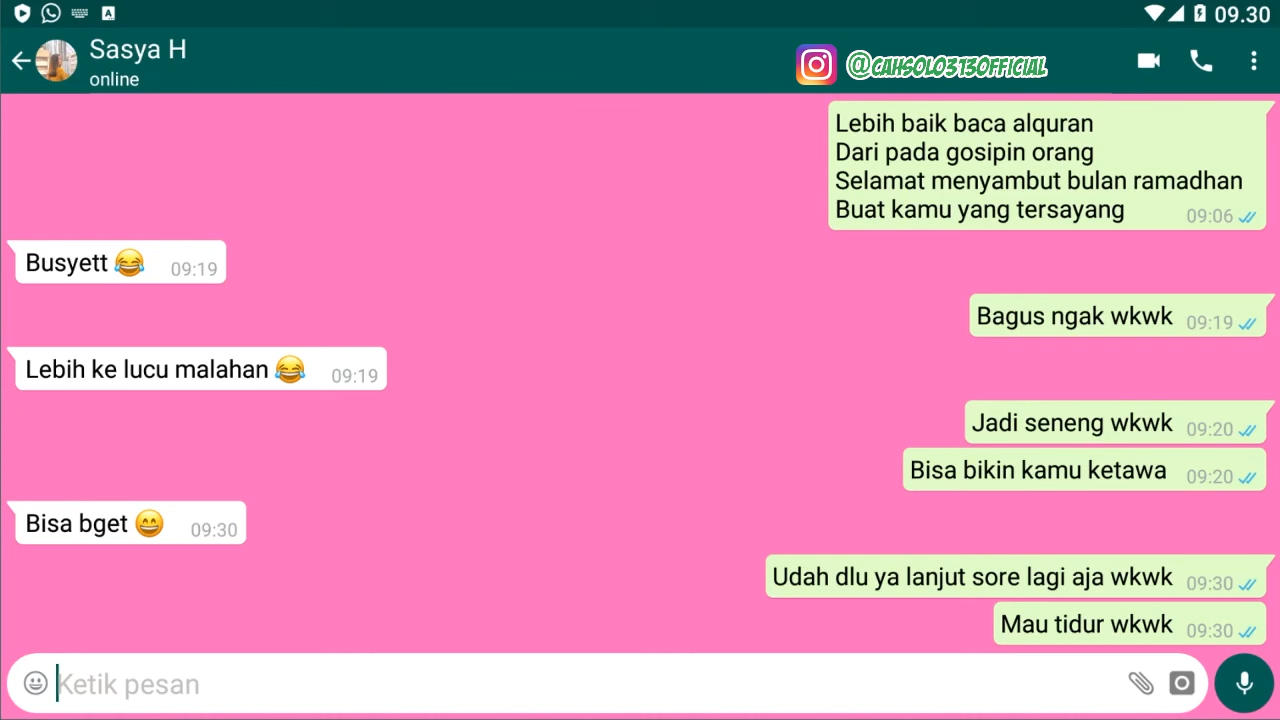 09.30
Sasya H
online
@CAHSOLO313OFFICIAL
Lebih baik baca alquran
Dari pada gosipin orang
Selamat menyambut bulan ramadhan
Buat kamu yang tersayang 09:06
Busyett 😂 09:19
Bagus ngak wkwk 09:19
Lebih ke lucu malahan 😂 09:19
Jadi seneng wkwk 09:20
Bisa bikin kamu ketawa 09:20
Bisa bget 😄 09:30
Udah dlu ya lanjut sore lagi aja wkwk 09:30
Mau tidur wkwk 09:30
Ketik pesan